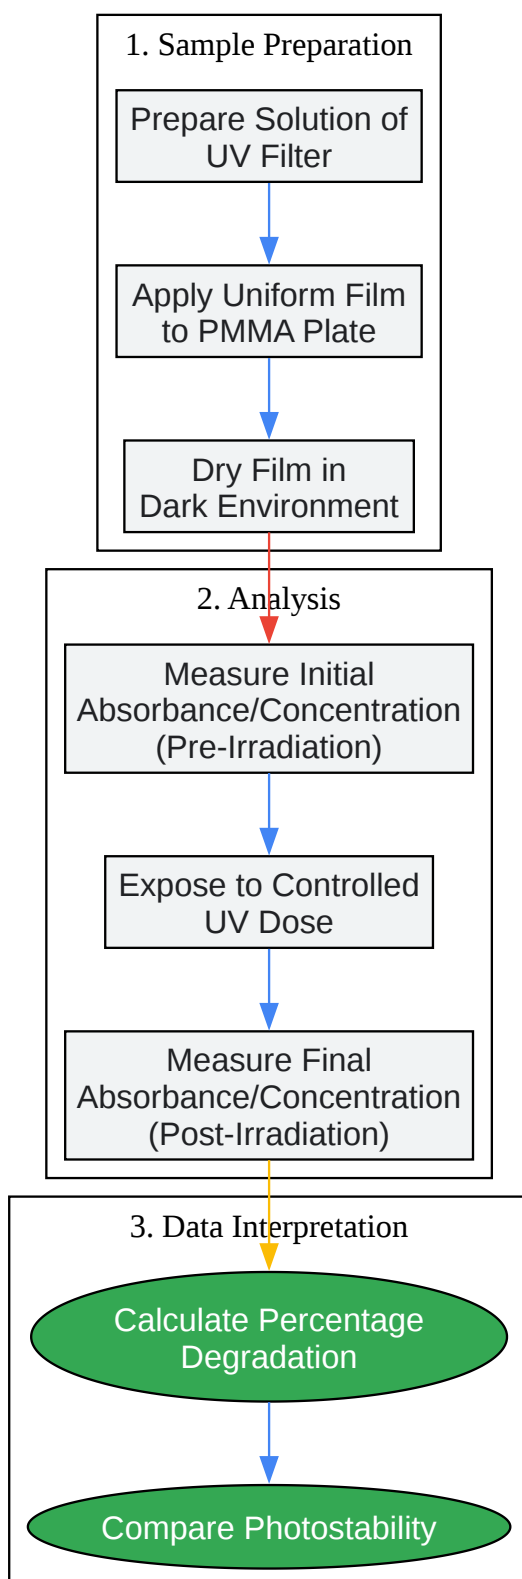 1. Sample Preparation
Prepare Solution of
UV Filter
Apply Uniform Film
to PMMA Plate
Dry Film in
Dark Environment
2. Analysis
Measure Initial
Absorbance/Concentration
(Pre-Irradiation)
Expose to Controlled
UV Dose
Measure Final
Absorbance/Concentration
(Post-Irradiation)
3. Data Interpretation
Calculate Percentage
Degradation
Compare Photostability